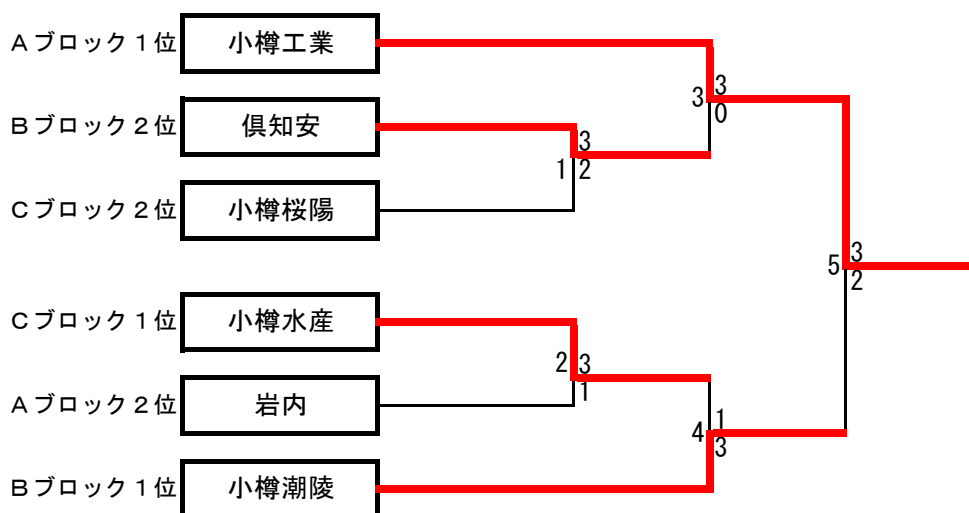 Aブロック1位 小樽工業
3 3
0
Bブロック2位 倶知安
3
1 2
Cブロック2位 小樽桜陽
5 3
2
Cブロック1位 小樽水産
2 3
1
Aブロック2位 岩内
1
4 3
Bブロック1位 小樽潮陵